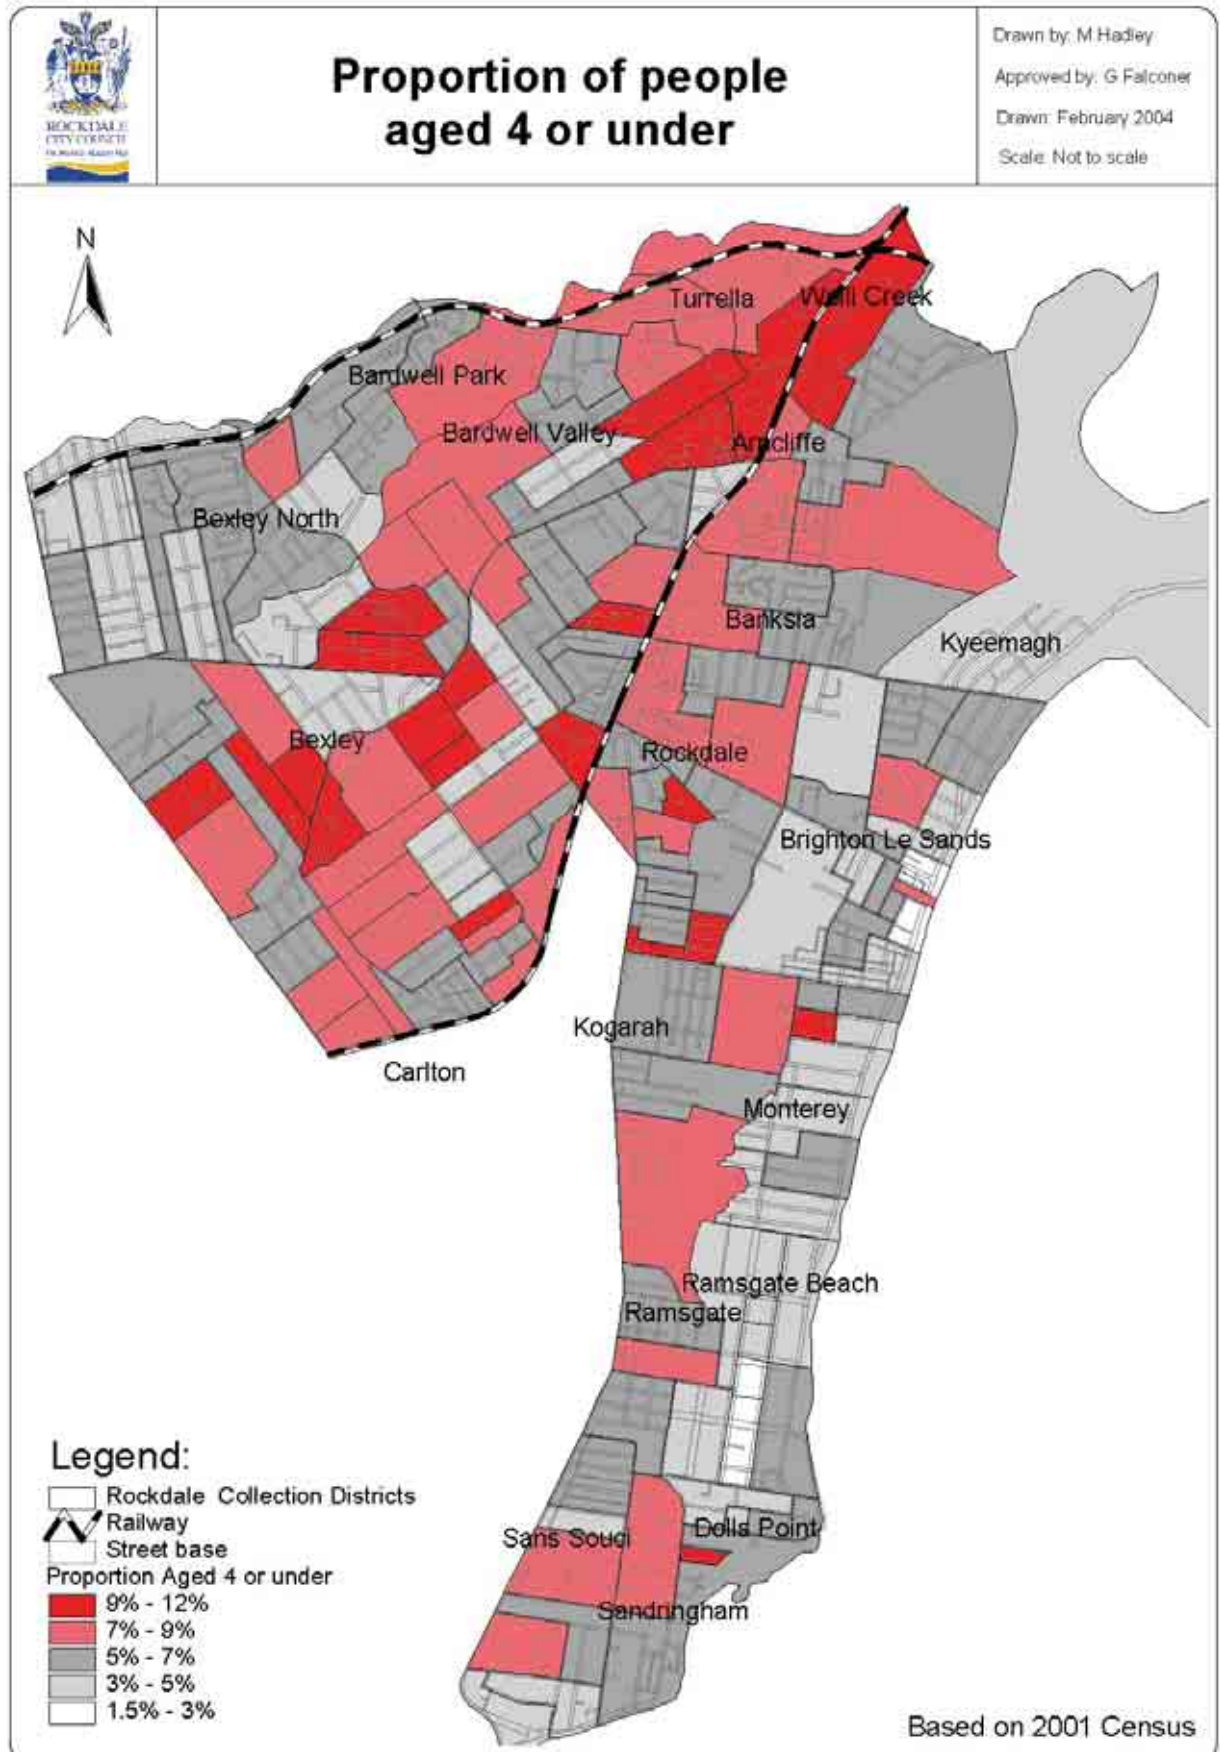 ROCKDALE
CITY COUNCIL
Proportion of people
aged 4 or under
Drawn by: M Hadley
Approved by: G Falconer
Drawn: February 2004
Scale: Not to scale
N
Turrella
Wolli Creek
Bardwell Park
Bardwell Valley
Arncliffe
Bexley North
Banksia
Kyeemagh
Bexley
Rockdale
Brighton Le Sands
Kogarah
Carlton
Monterey
Ramsgate Beach
Ramsgate
Sans Souci
Dolls Point
Sandringham
Legend:
Rockdale Collection Districts
Railway
Street base
Proportion Aged 4 or under
9% - 12%
7% - 9%
5% - 7%
3% - 5%
1.5% - 3%
Based on 2001 Census